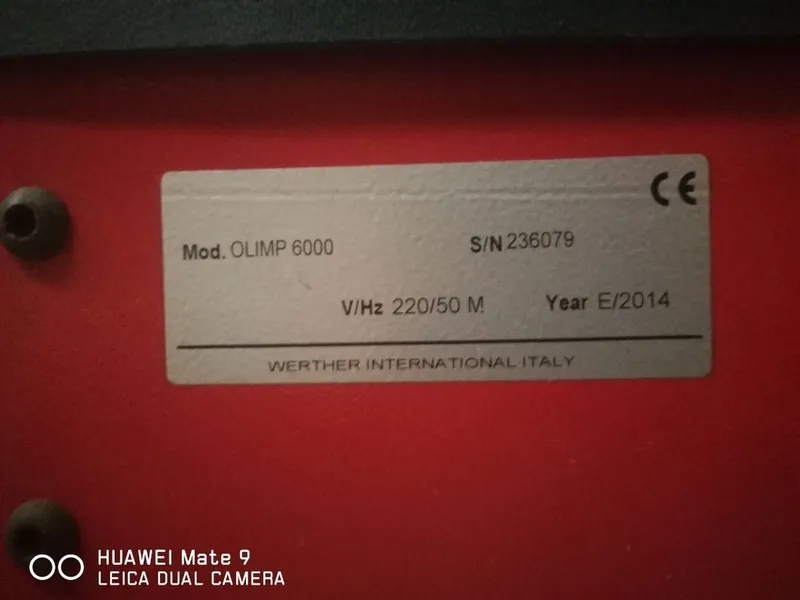 CE
Mod. OLIMP 6000 S/N 236079
V/Hz 220/50 M Year E/2014
WERTHER INTERNATIONAL ITALY
HUAWEI Mate 9
LEICA DUAL CAMERA